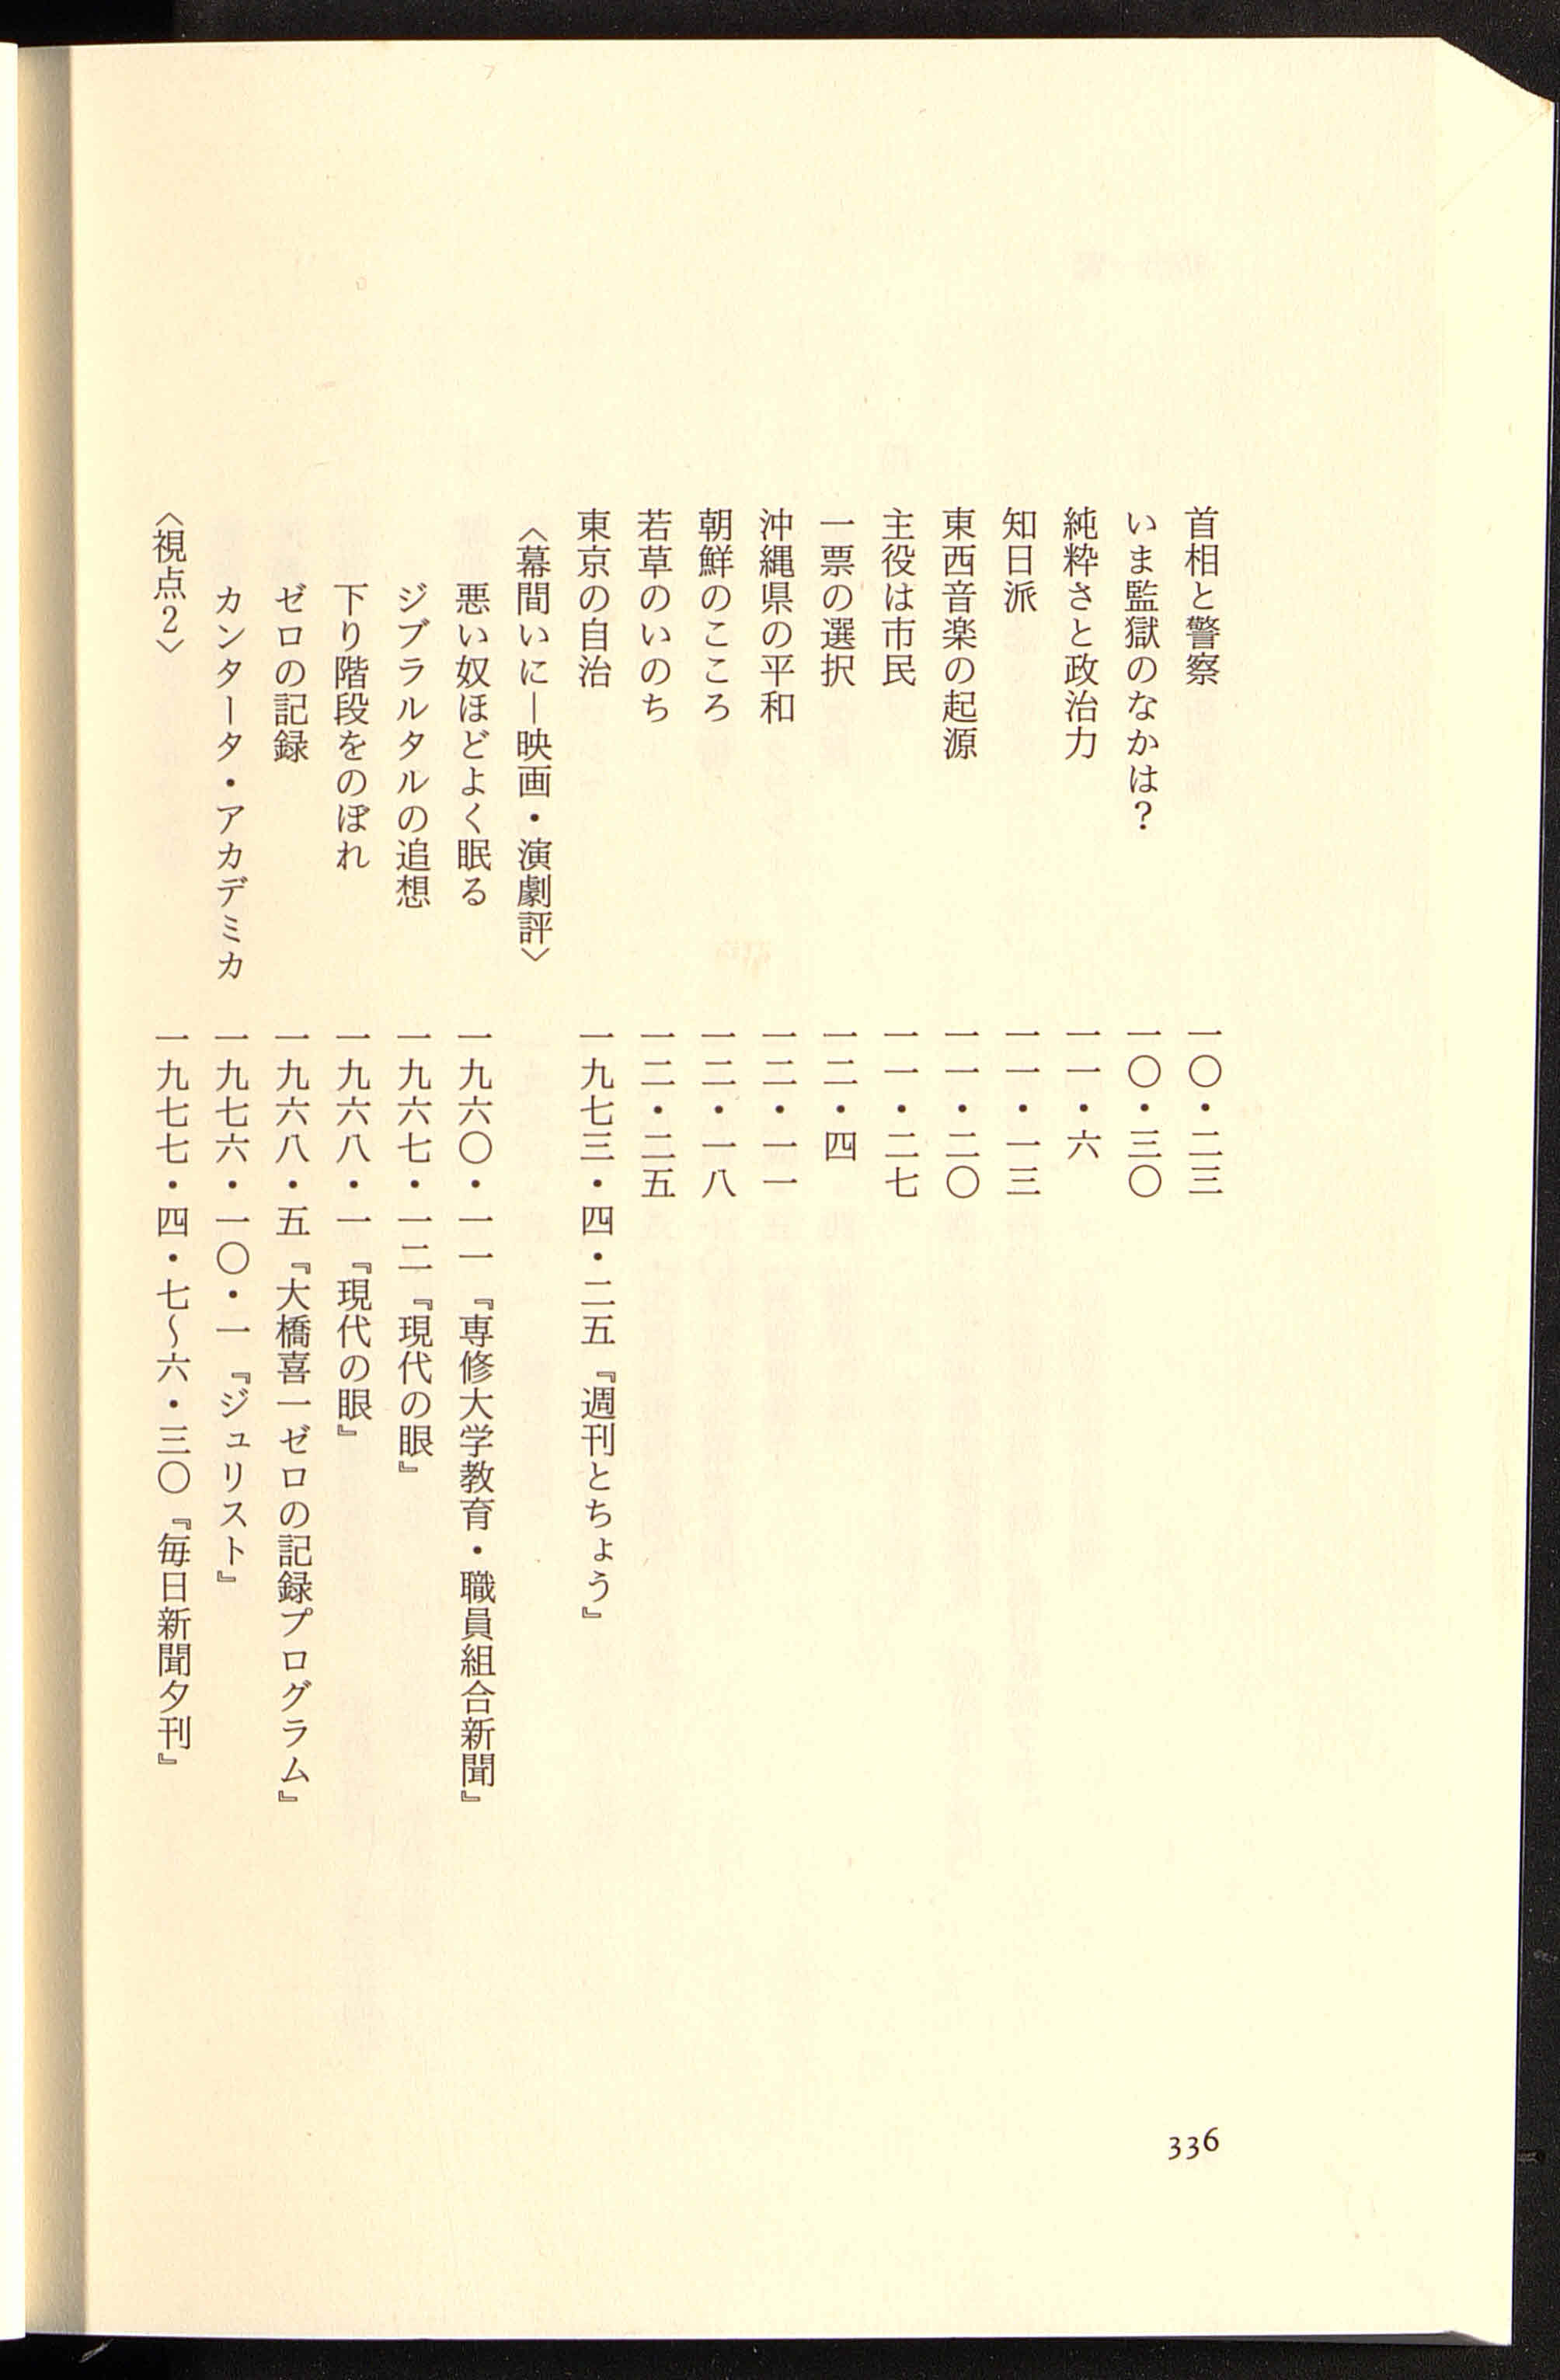 首相と警察　一〇・二三
いま監獄のなかは？　一〇・三〇
純粋さと政治力　一一・六
知日派　一一・一三
東西音楽の起源　一一・二〇
主役は市民　一一・二七
一票の選択　一二・四
沖縄県の平和　一二・一一
朝鮮のこころ　一二・一八
若草のいのち　一二・二五
東京の自治　一九七三・四・二五『週刊とちょう』
〈幕間いに―映画・演劇評〉
悪い奴ほどよく眠る　一九六〇・一一『専修大学教育・職員組合新聞』
ジブラルタルの追想　一九六七・一二『現代の眼』
下り階段をのぼれ　一九六八・一『現代の眼』
ゼロの記録　一九六八・五『大橋喜一ゼロの記録プログラム』
カンタータ・アカデミカ　一九七六・一〇・一『ジュリスト』
〈視点2〉　一九七七・四・七〜六・三〇『毎日新聞夕刊』
336